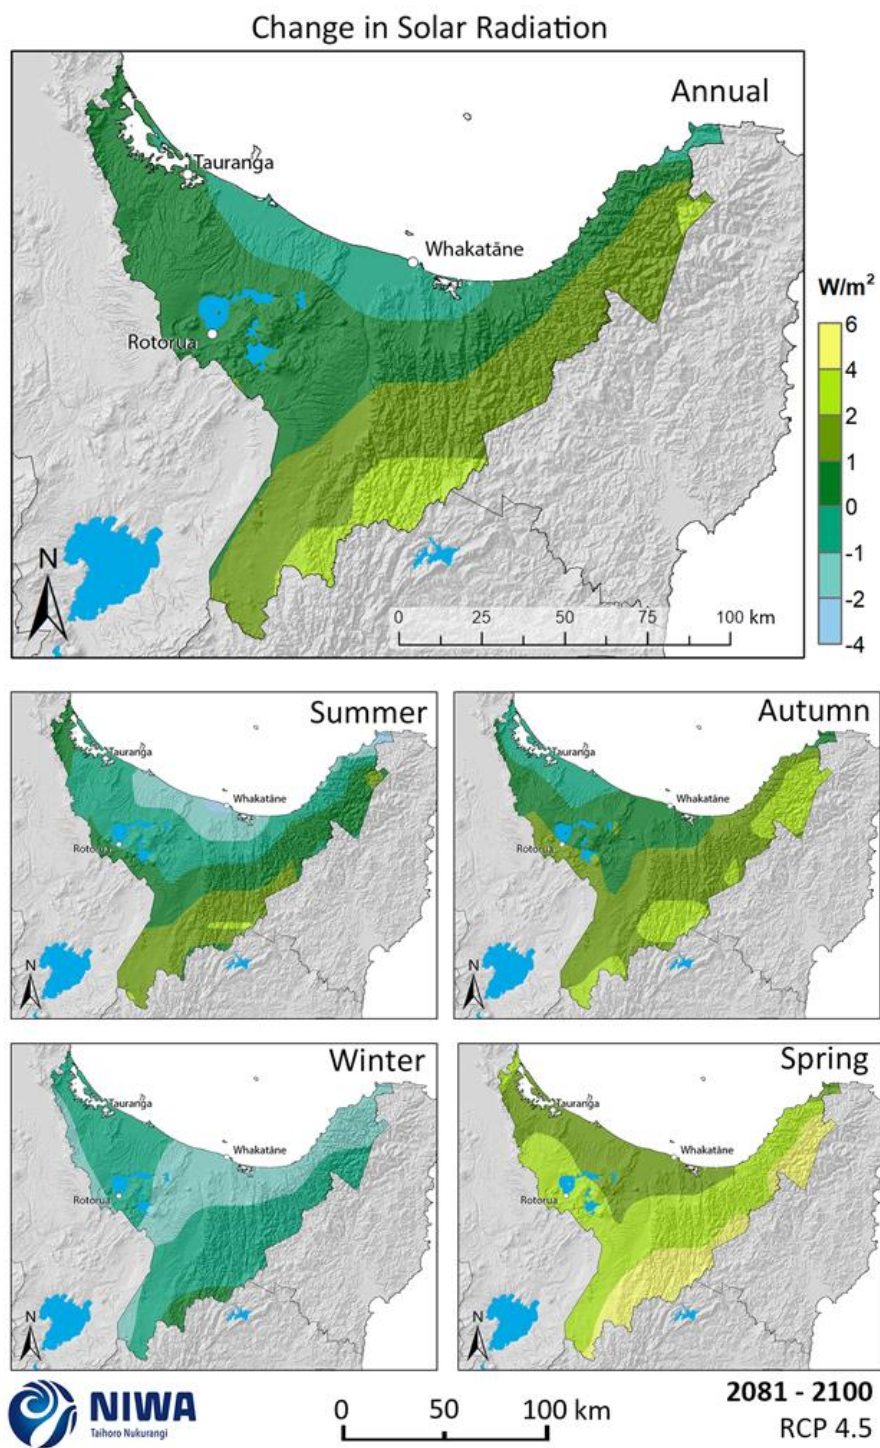 Change in Solar Radiation
Annual
Tauranga
Whakatāne
Rotorua
W/m²
6
4
2
1
0
-1
-2
-4
N
0 25 50 75 100 km
Summer
Tauranga
Whakatāne
Rotorua
N
Autumn
Tauranga
Whakatāne
Rotorua
N
Winter
Tauranga
Whakatāne
Rotorua
N
Spring
Tauranga
Whakatāne
Rotorua
N
NIWA
Taihoro Nukurangi
0 50 100 km
2081 - 2100
RCP 4.5